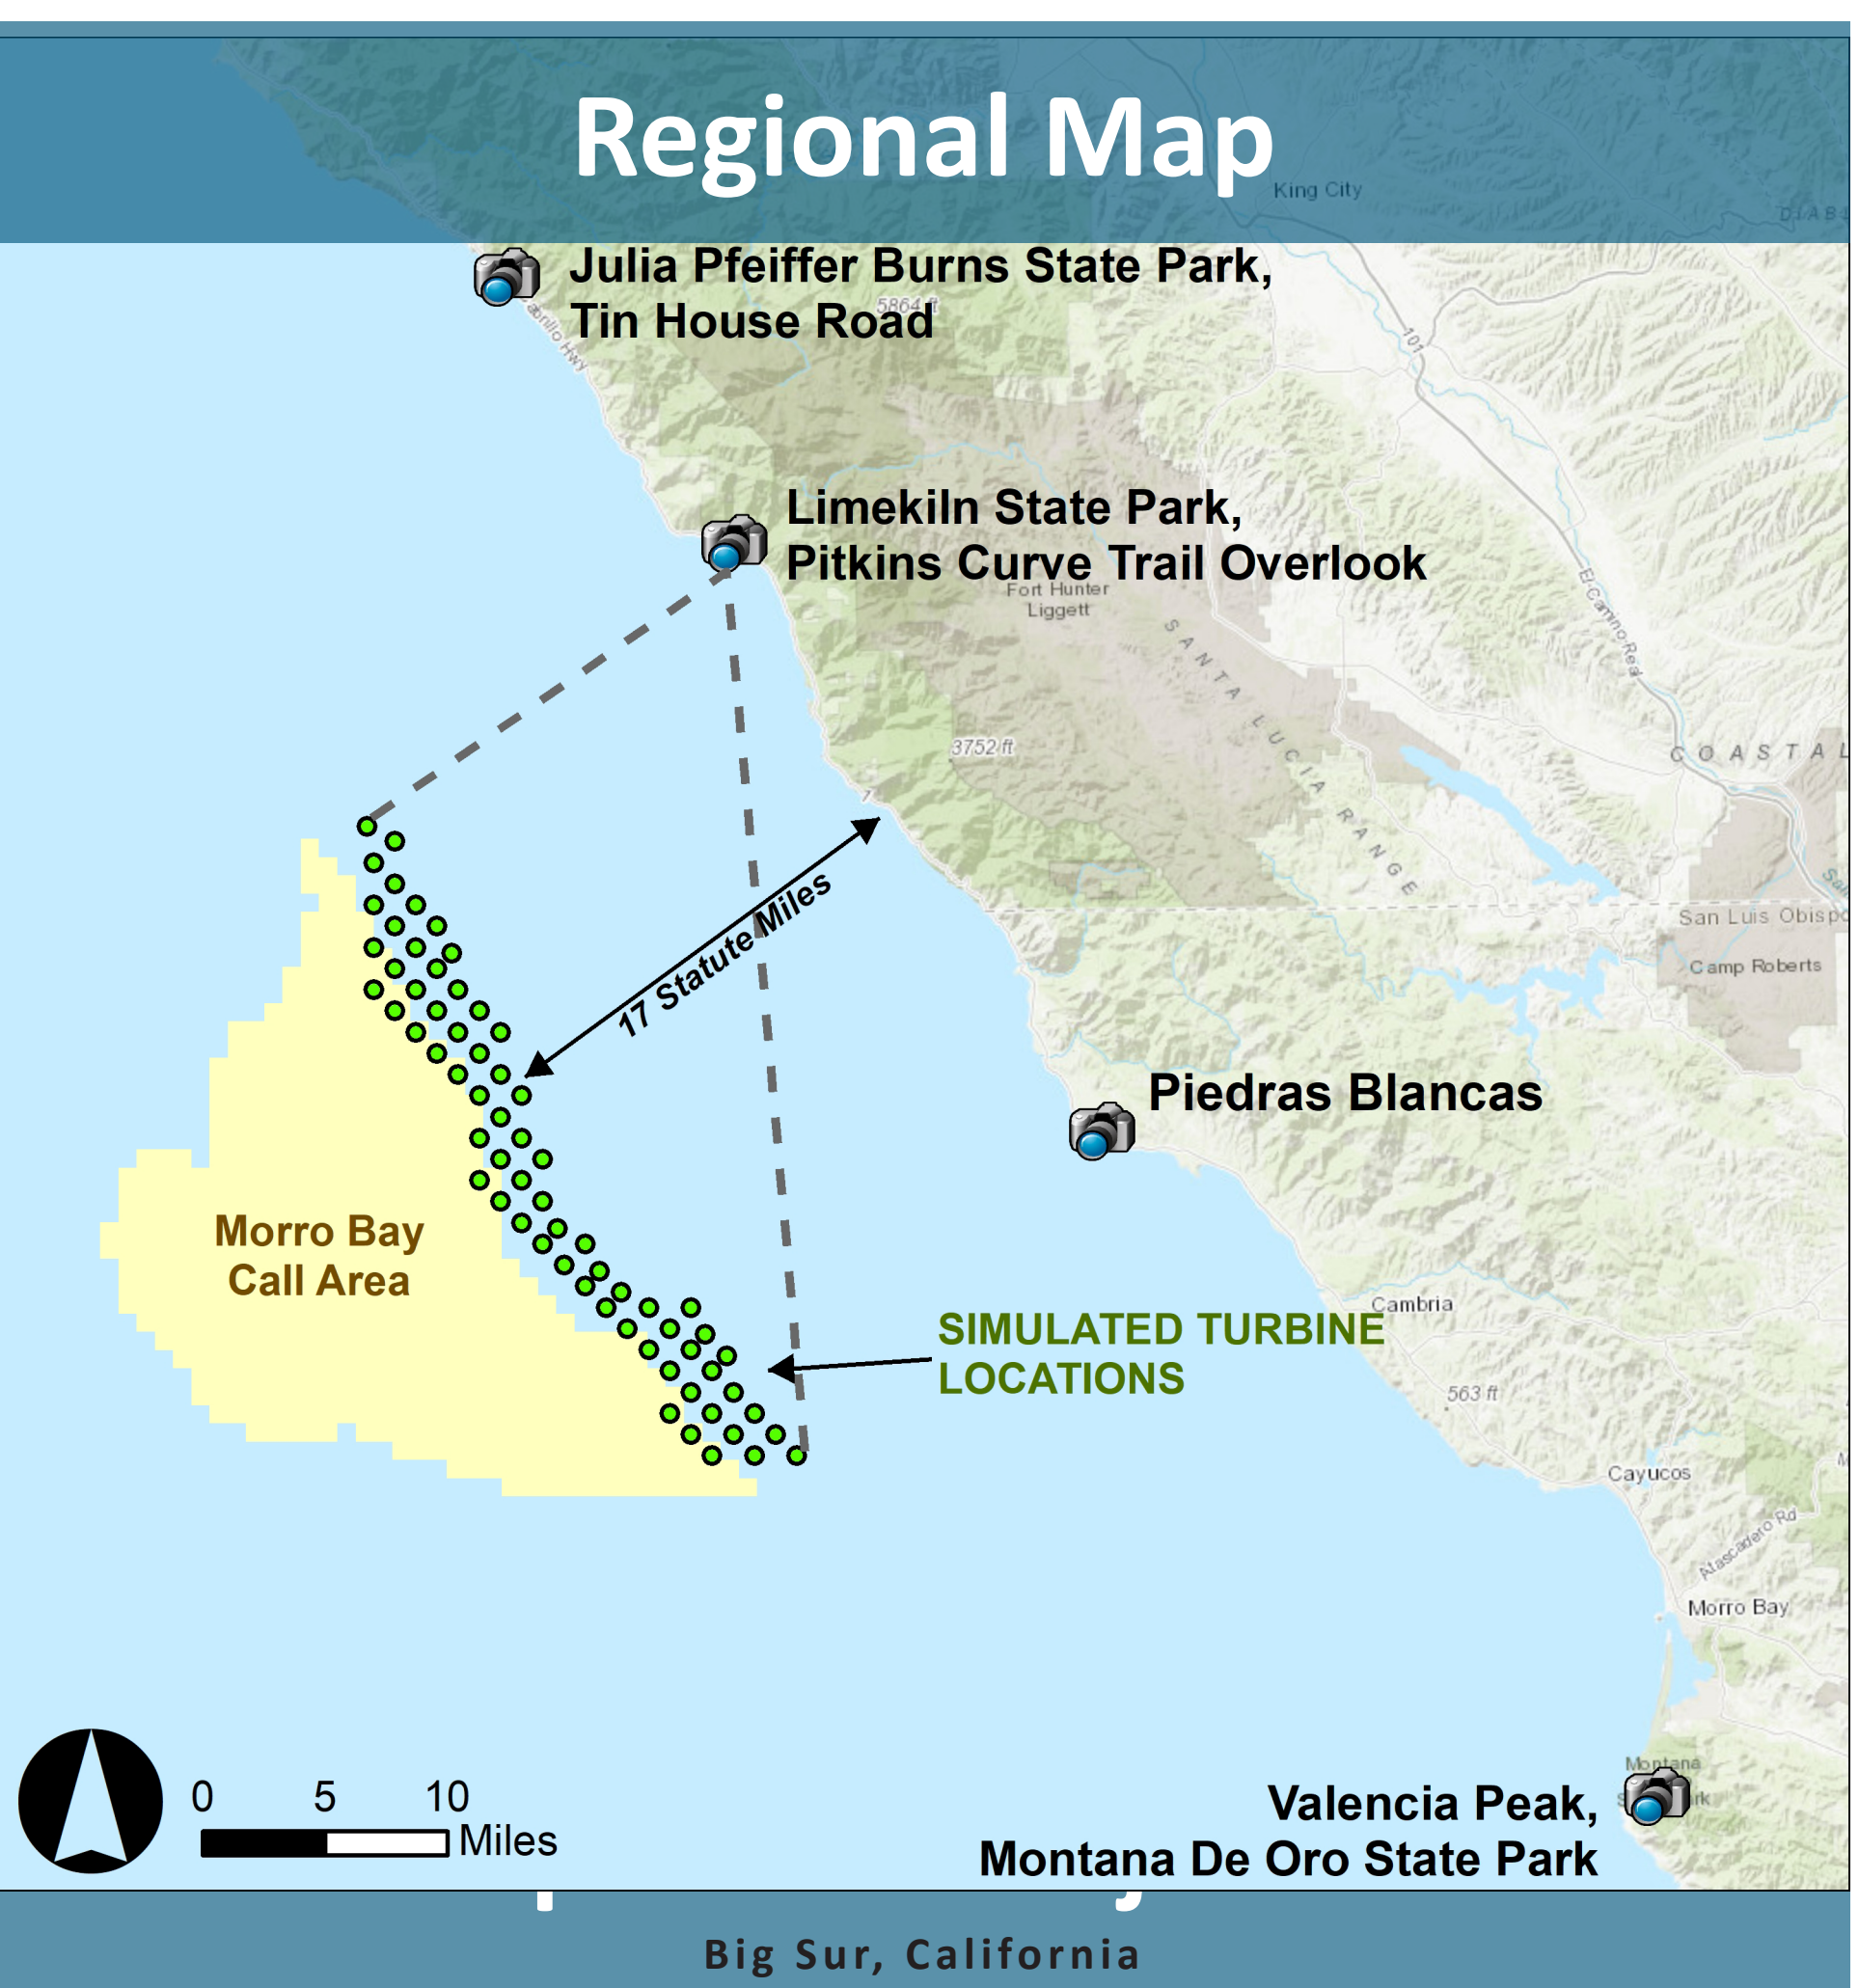 Regional Map
King City
Julia Pfeiffer Burns State Park,
Tin House Road
5864 ft
101
Limekiln State Park,
Pitkins Curve Trail Overlook
Fort Hunter
Liggett
El Camino Real
SANTA LUCIA RANGE
3752 ft
COASTAL
1
17 Statute Miles
San Luis Obispo
Camp Roberts
Piedras Blancas
Morro Bay
Call Area
Cambria
SIMULATED TURBINE
LOCATIONS
563 ft
Cayucos
Atascadero Rd
Morro Bay
Montana
0 5 10
Miles
Valencia Peak,
Montana De Oro State Park
Big Sur, California